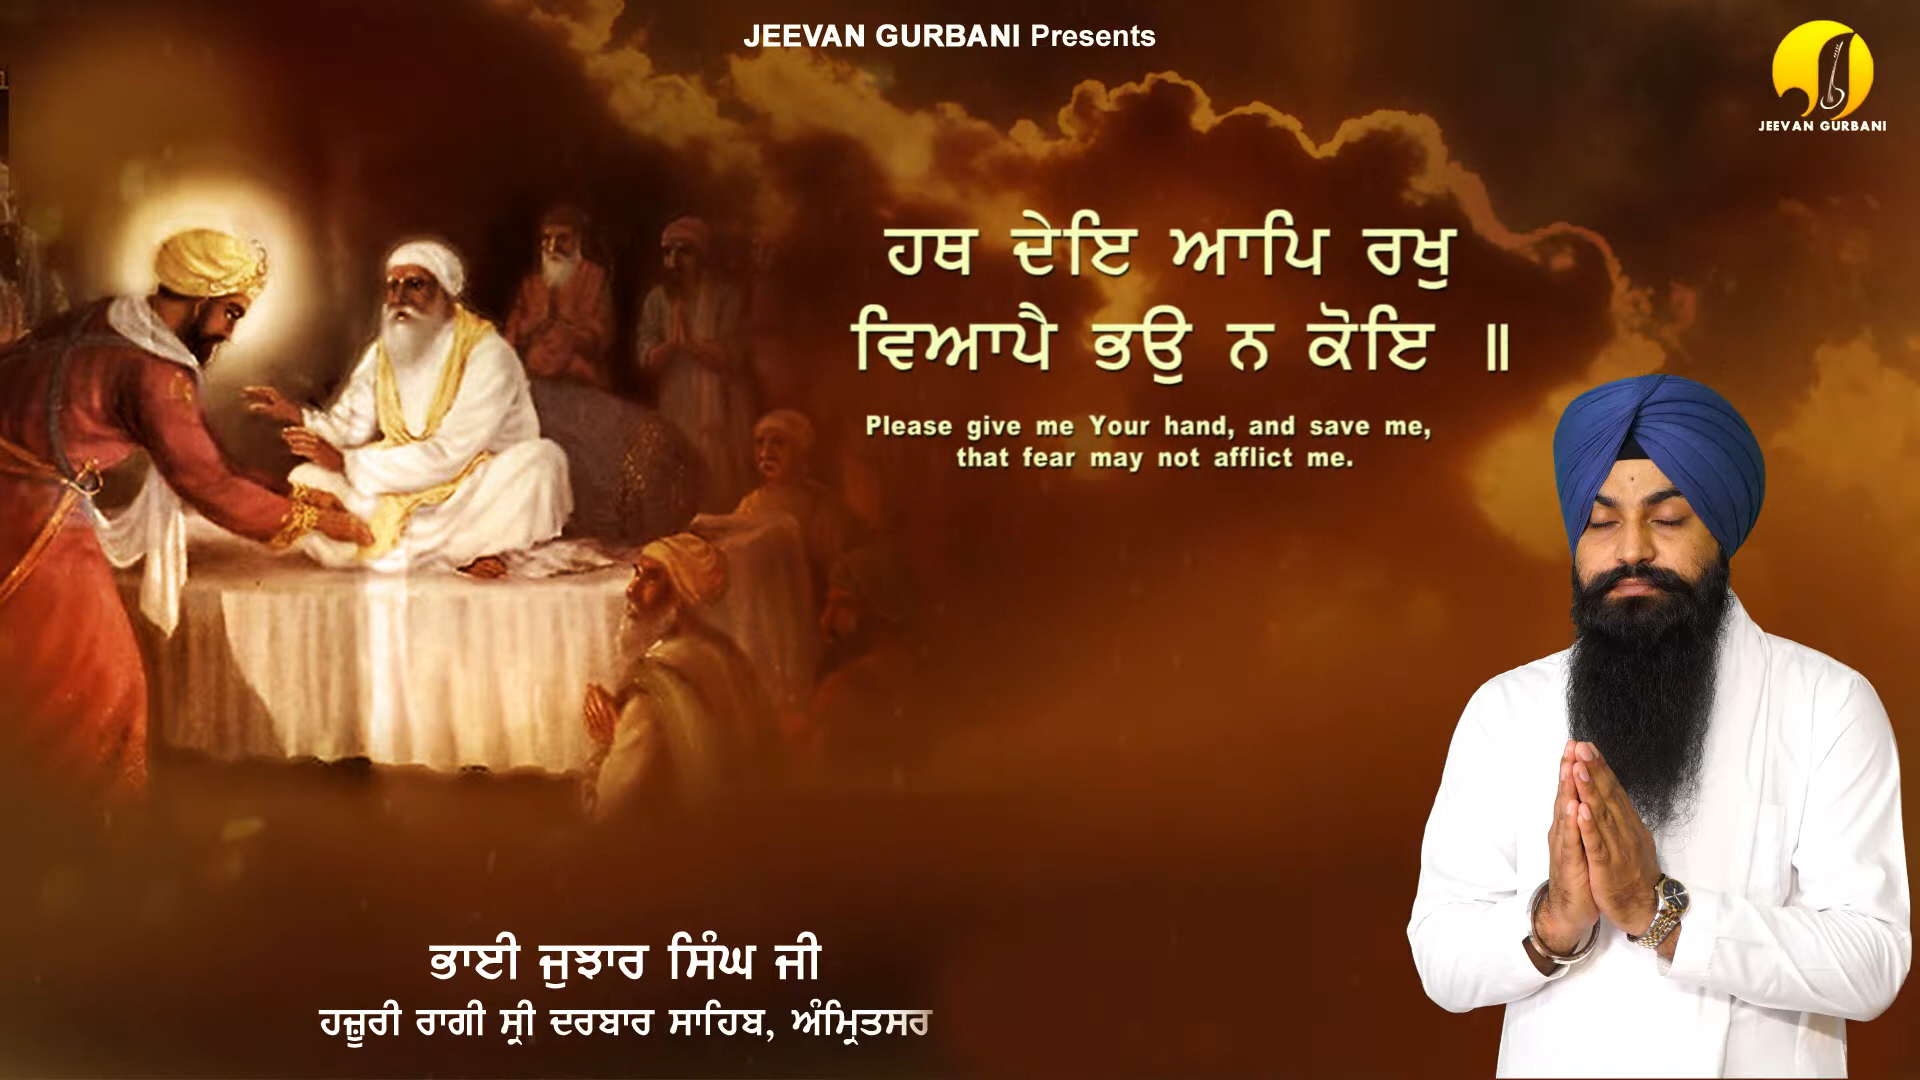 JEEVAN GURBANI Presents
JEEVAN GURBANI
ਹਥ ਦੇਇ ਆਪਿ ਰਖੁ
ਵਿਆਪੈ ਭਉ ਨ ਕੋਇ ॥
Please give me Your hand, and save me,
that fear may not afflict me.
ਭਾਈ ਜੁਝਾਰ ਸਿੰਘ ਜੀ
ਹਜ਼ੂਰੀ ਰਾਗੀ ਸ੍ਰੀ ਦਰਬਾਰ ਸਾਹਿਬ, ਅੰਮ੍ਰਿਤਸਰ